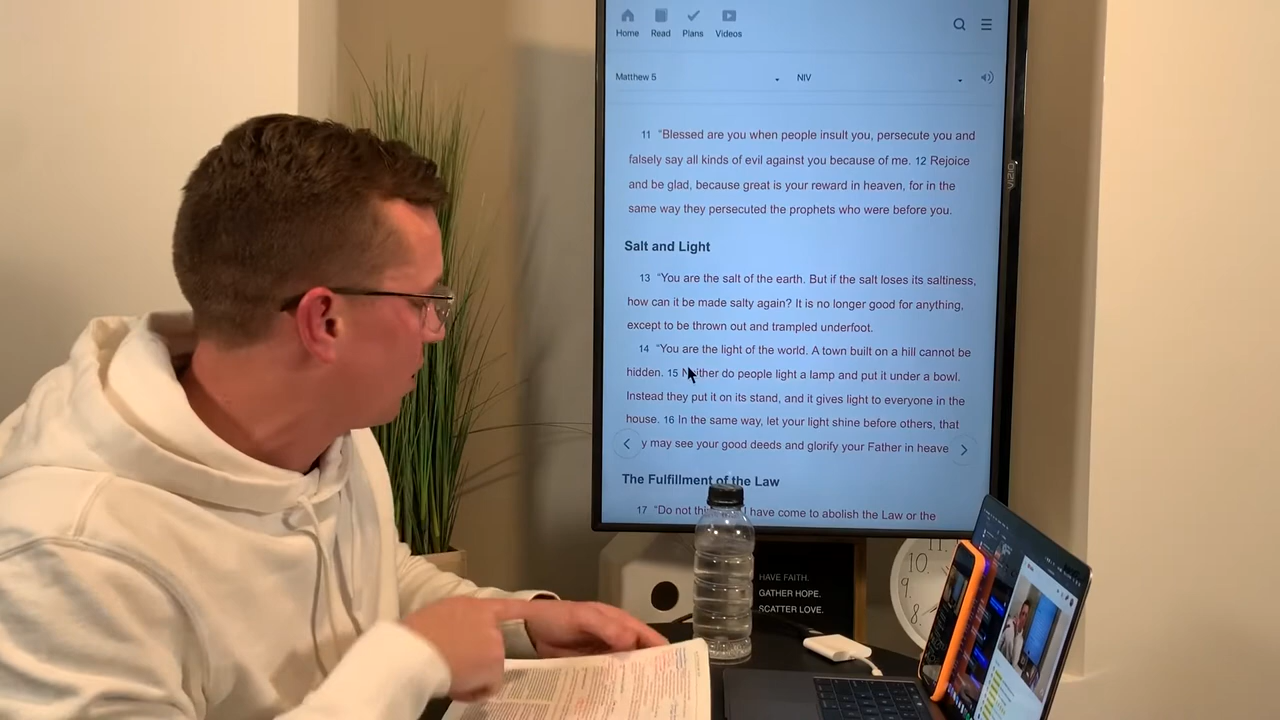 Home Read Plans Videos
Matthew 5 NIV
VIZIO
11 “Blessed are you when people insult you, persecute you and
falsely say all kinds of evil against you because of me. 12 Rejoice
and be glad, because great is your reward in heaven, for in the
same way they persecuted the prophets who were before you.
Salt and Light
13 “You are the salt of the earth. But if the salt loses its saltiness,
how can it be made salty again? It is no longer good for anything,
except to be thrown out and trampled underfoot.
14 “You are the light of the world. A town built on a hill cannot be
hidden. 15 Neither do people light a lamp and put it under a bowl.
Instead they put it on its stand, and it gives light to everyone in the
house. 16 In the same way, let your light shine before others, that
y may see your good deeds and glorify your Father in heave
The Fulfillment of the Law
17 “Do not thi have come to abolish the Law or the
HAVE FAITH.
GATHER HOPE.
SCATTER LOVE.
11.
10.
9.
8.